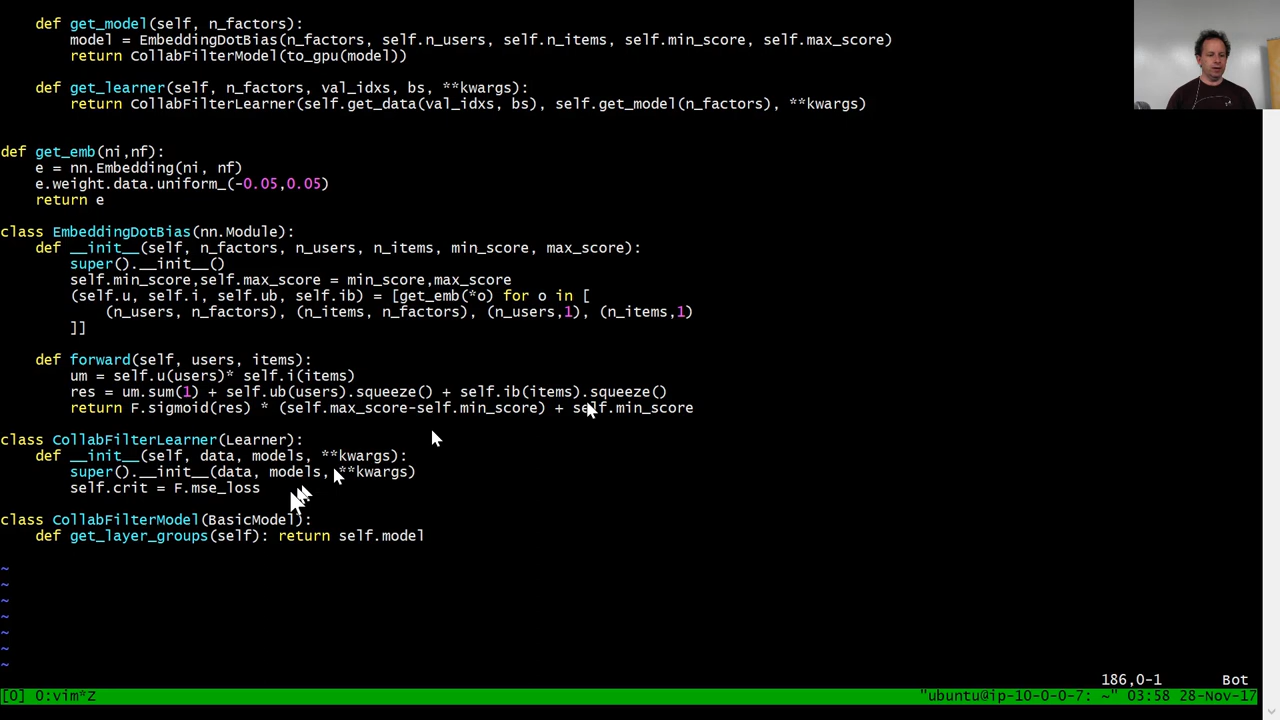 def get_model(self, n_factors):
model = EmbeddingDotBias(n_factors, self.n_users, self.n_items, self.min_score, self.max_score)
return CollabFilterModel(to_gpu(model))
def get_learner(self, n_factors, val_idxs, bs, **kwargs):
return CollabFilterLearner(self.get_data(val_idxs, bs), self.get_model(n_factors), **kwargs)
def get_emb(ni,nf):
e = nn.Embedding(ni, nf)
e.weight.data.uniform_(-0.05,0.05)
return e
class EmbeddingDotBias(nn.Module):
def __init__(self, n_factors, n_users, n_items, min_score, max_score):
super().__init__()
self.min_score,self.max_score = min_score,max_score
(self.u, self.i, self.ub, self.ib) = [get_emb(*o) for o in [
(n_users, n_factors), (n_items, n_factors), (n_users,1), (n_items,1)
]]
def forward(self, users, items):
um = self.u(users)* self.i(items)
res = um.sum(1) + self.ub(users).squeeze() + self.ib(items).squeeze()
return F.sigmoid(res) * (self.max_score-self.min_score) + self.min_score
class CollabFilterLearner(Learner):
def __init__(self, data, models, **kwargs):
super().__init__(data, models, **kwargs)
self.crit = F.mse_loss
class CollabFilterModel(BasicModel):
def get_layer_groups(self): return self.model
~
~
~
~
~
~
~
186,0-1 Bot
[0] 0:vim*Z "ubuntu@ip-10-0-0-7: ~" 03:58 28-Nov-17